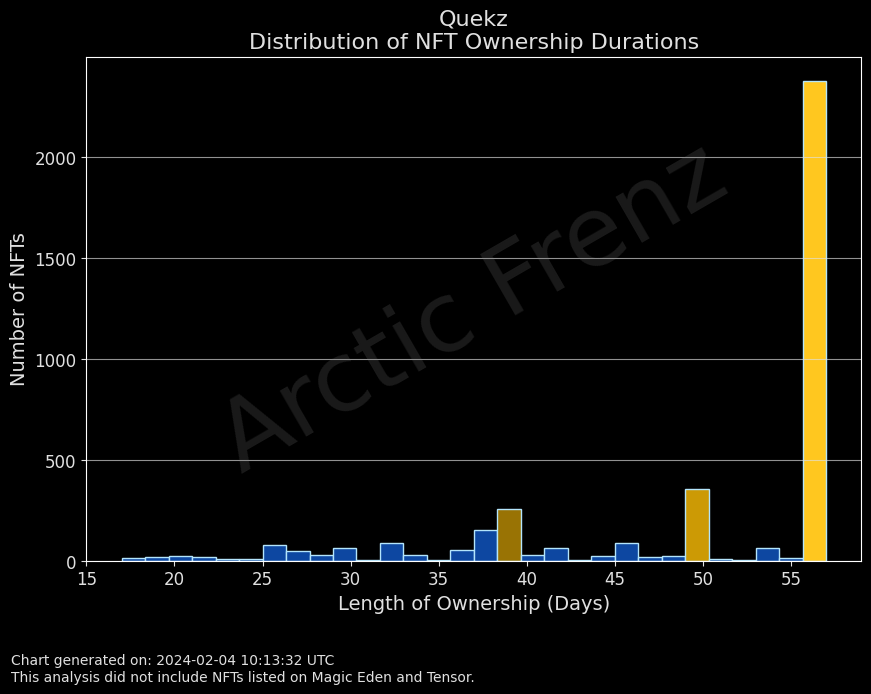 Quekz
Distribution of NFT Ownership Durations
Number of NFTs
2000
1500
1000
500
0
Arctic Frenz
15 20 25 30 35 40 45 50 55
Length of Ownership (Days)
Chart generated on: 2024-02-04 10:13:32 UTC
This analysis did not include NFTs listed on Magic Eden and Tensor.